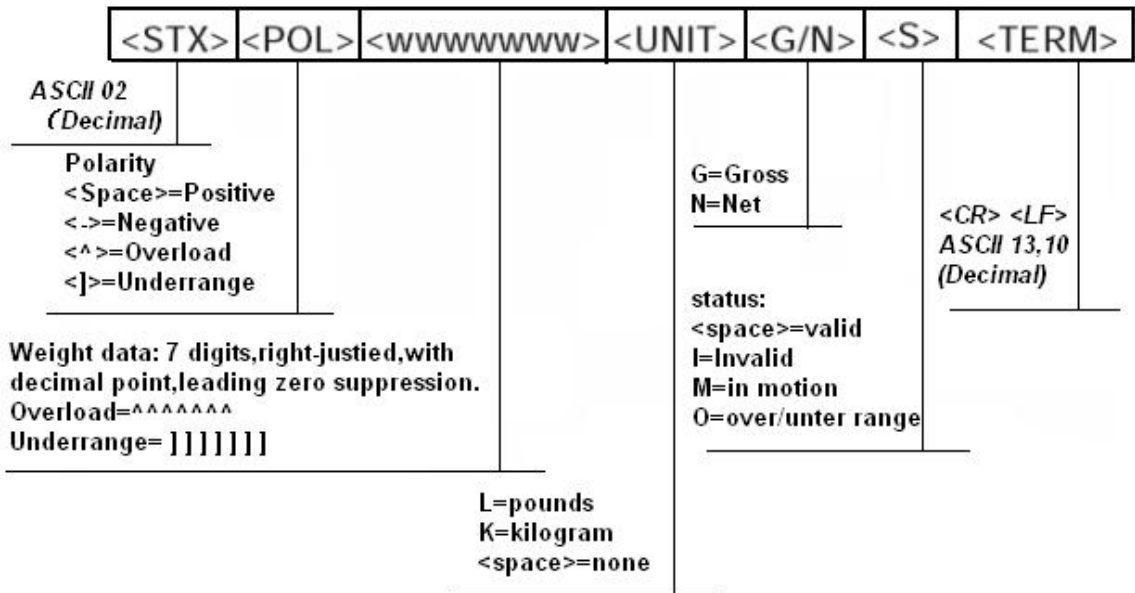 <STX> <POL> <wwwwwww> <UNIT> <G/N> <S> <TERM>
ASCII 02
(Decimal)
Polarity
<Space>=Positive
<->=Negative
<^>=Overload
<]>=Underrange
Weight data: 7 digits,right-justied,with
decimal point,leading zero suppression.
Overload=^^^^^^^
Underrange= ] ] ] ] ] ] ]
L=pounds
K=kilogram
<space>=none
G=Gross
N=Net
status:
<space>=valid
I=Invalid
M=in motion
O=over/unter range
<CR> <LF>
ASCII 13,10
(Decimal)